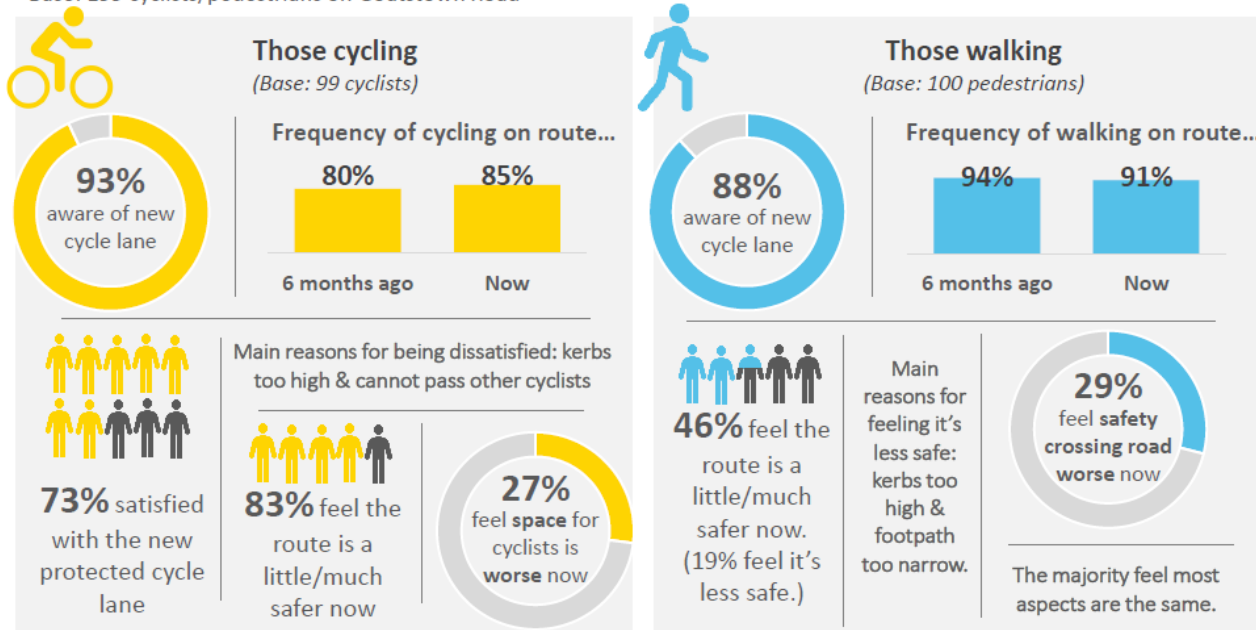 Those cycling
(Base: 99 cyclists)
93%
aware of new
cycle lane
Frequency of cycling on route...
80%
85%
6 months ago
Now
73% satisfied
with the new
protected cycle
lane
Main reasons for being dissatisfied: kerbs
too high & cannot pass other cyclists
83% feel the
route is a
little/much
safer now
27%
feel space for
cyclists is
worse now
Those walking
(Base: 100 pedestrians)
88%
aware of new
cycle lane
Frequency of walking on route...
94%
91%
6 months ago
Now
46% feel the
route is a
little/much
safer now.
(19% feel it's
less safe.)
Main
reasons for
feeling it's
less safe:
kerbs too
high &
footpath
too narrow.
29%
feel safety
crossing road
worse now
The majority feel most
aspects are the same.